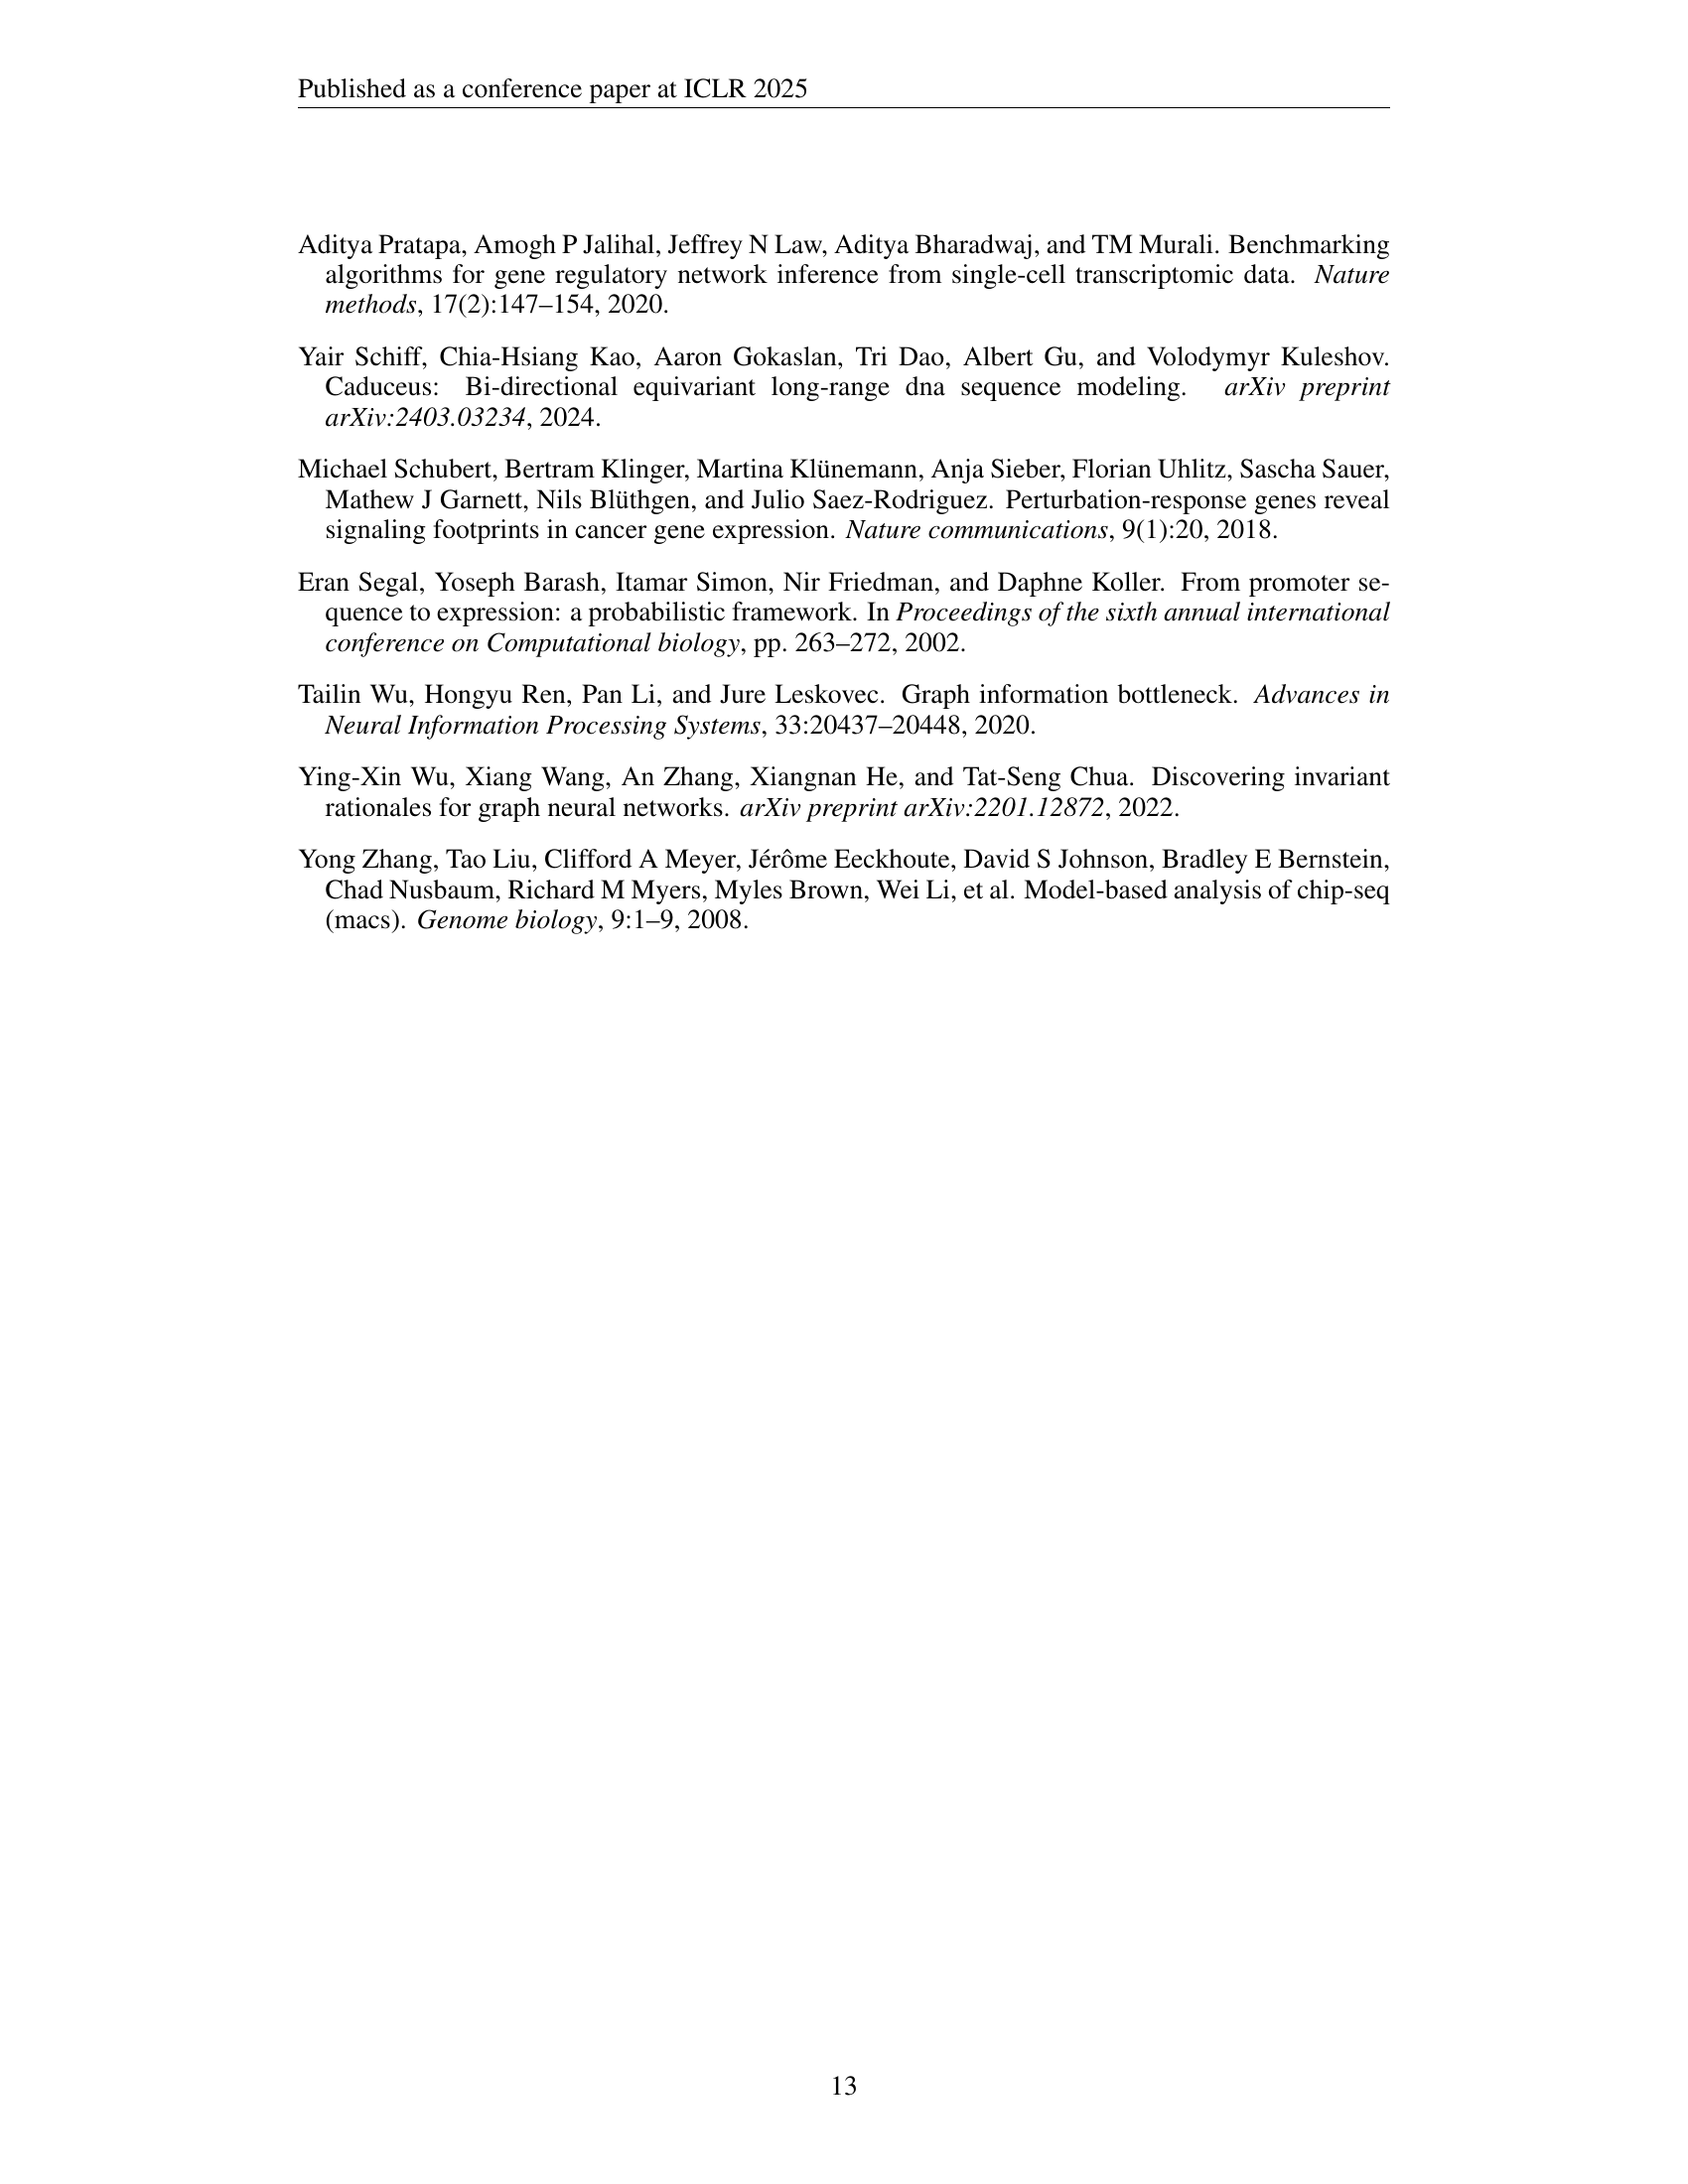 Published as a conference paper at ICLR 2025
Aditya Pratapa, Amogh P Jalihal, Jeffrey N Law, Aditya Bharadwaj, and TM Murali. Benchmarking
algorithms for gene regulatory network inference from single-cell transcriptomic data. Nature
methods, 17(2):147–154, 2020.
Yair Schiff, Chia-Hsiang Kao, Aaron Gokaslan, Tri Dao, Albert Gu, and Volodymyr Kuleshov.
Caduceus: Bi-directional equivariant long-range dna sequence modeling. arXiv preprint
arXiv:2403.03234, 2024.
Michael Schubert, Bertram Klinger, Martina Klünemann, Anja Sieber, Florian Uhlitz, Sascha Sauer,
Mathew J Garnett, Nils Blüthgen, and Julio Saez-Rodriguez. Perturbation-response genes reveal
signaling footprints in cancer gene expression. Nature communications, 9(1):20, 2018.
Eran Segal, Yoseph Barash, Itamar Simon, Nir Friedman, and Daphne Koller. From promoter se-
quence to expression: a probabilistic framework. In Proceedings of the sixth annual international
conference on Computational biology, pp. 263–272, 2002.
Tailin Wu, Hongyu Ren, Pan Li, and Jure Leskovec. Graph information bottleneck. Advances in
Neural Information Processing Systems, 33:20437–20448, 2020.
Ying-Xin Wu, Xiang Wang, An Zhang, Xiangnan He, and Tat-Seng Chua. Discovering invariant
rationales for graph neural networks. arXiv preprint arXiv:2201.12872, 2022.
Yong Zhang, Tao Liu, Clifford A Meyer, Jérôme Eeckhoute, David S Johnson, Bradley E Bernstein,
Chad Nusbaum, Richard M Myers, Myles Brown, Wei Li, et al. Model-based analysis of chip-seq
(macs). Genome biology, 9:1–9, 2008.
13